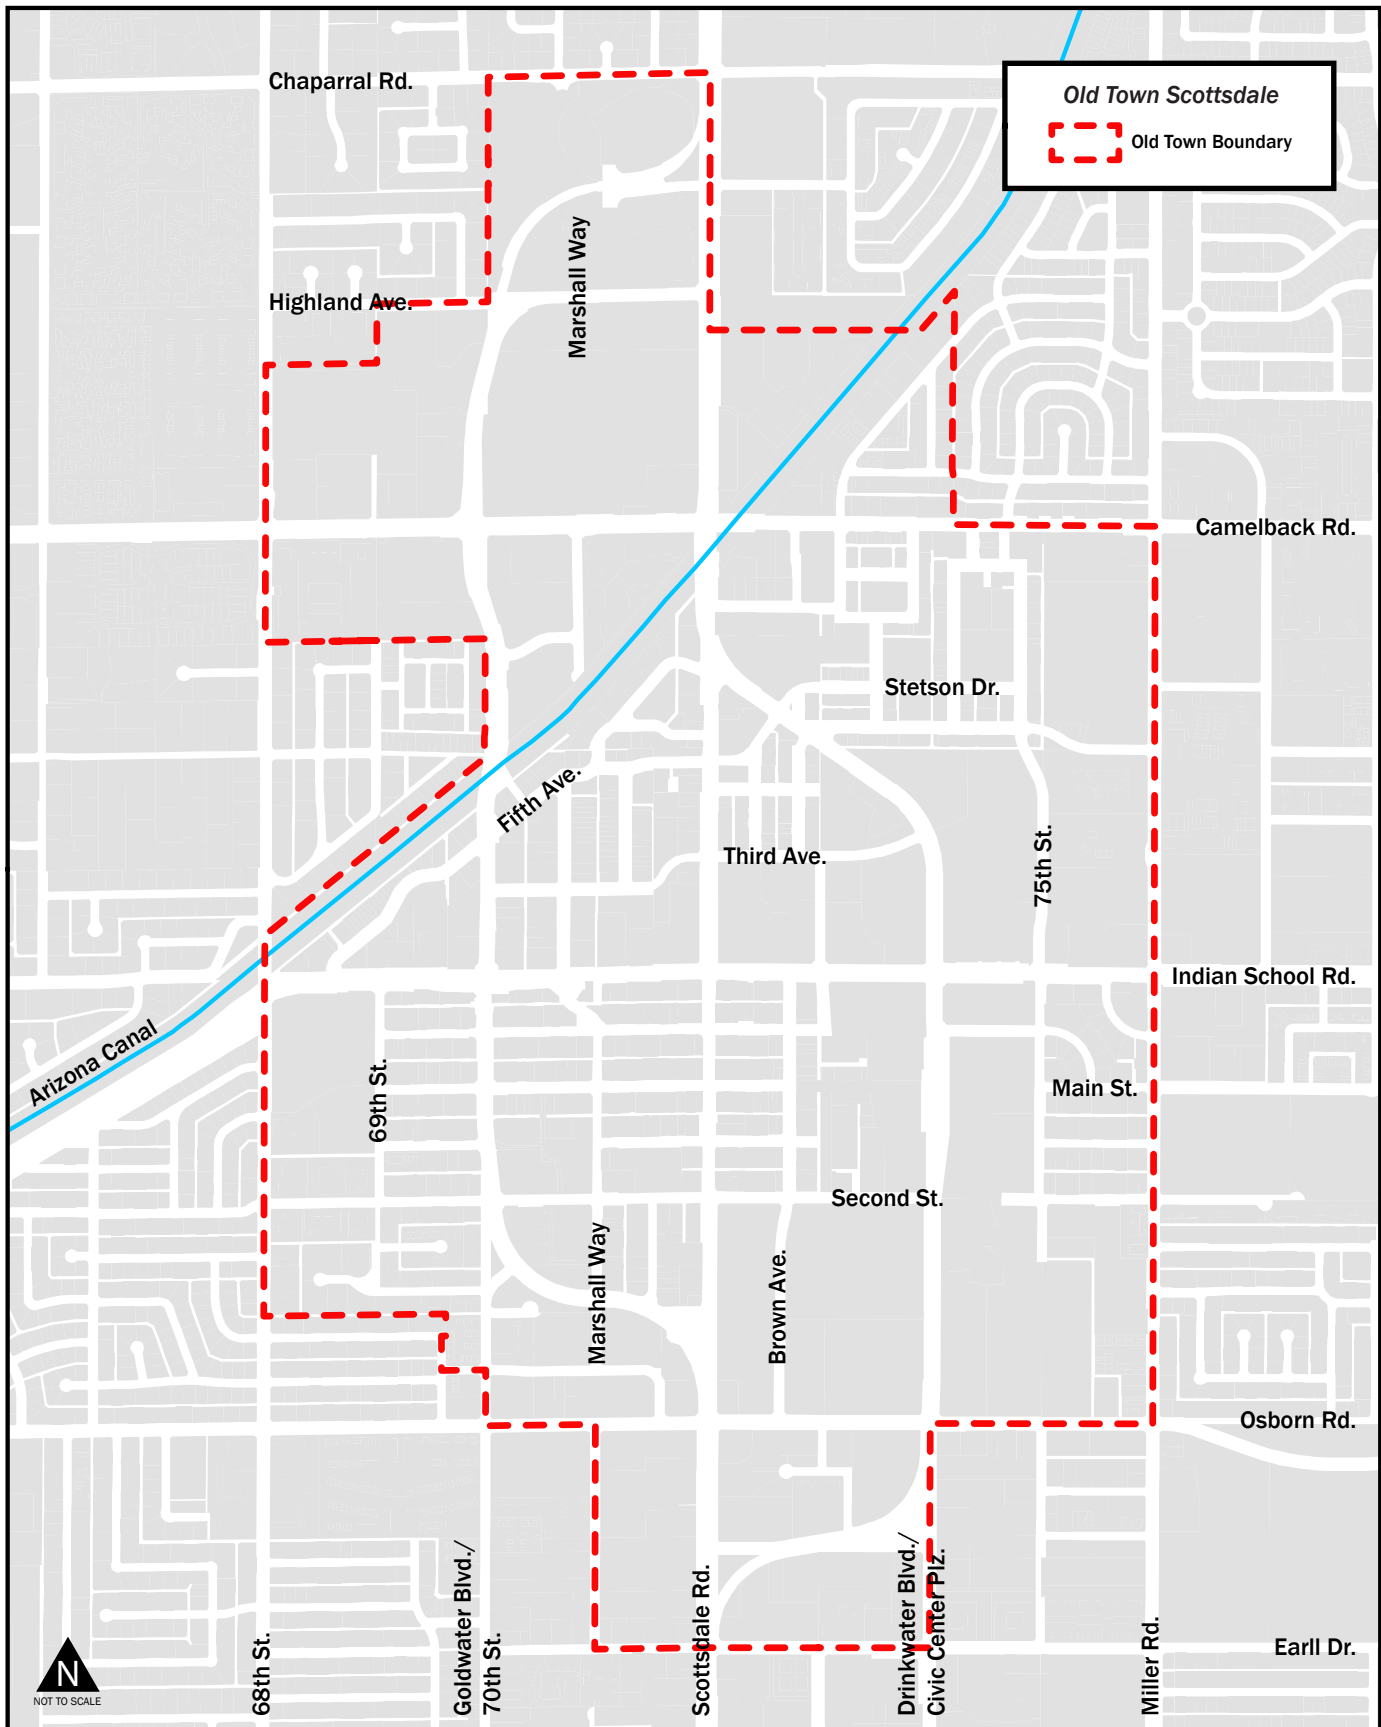 Chaparral Rd.
Old Town Scottsdale
Old Town Boundary
Marshall Way
Highland Ave.
Camelback Rd.
Stetson Dr.
Fifth Ave.
Third Ave.
75th St.
Indian School Rd.
Arizona Canal
69th St.
Main St.
Second St.
Marshall Way
Brown Ave.
Osborn Rd.
68th St.
Goldwater Blvd./
70th St.
Scottsdale Rd.
Drinkwater Blvd./
Civic Center Plz.
Miller Rd.
Earll Dr.
N
NOT TO SCALE